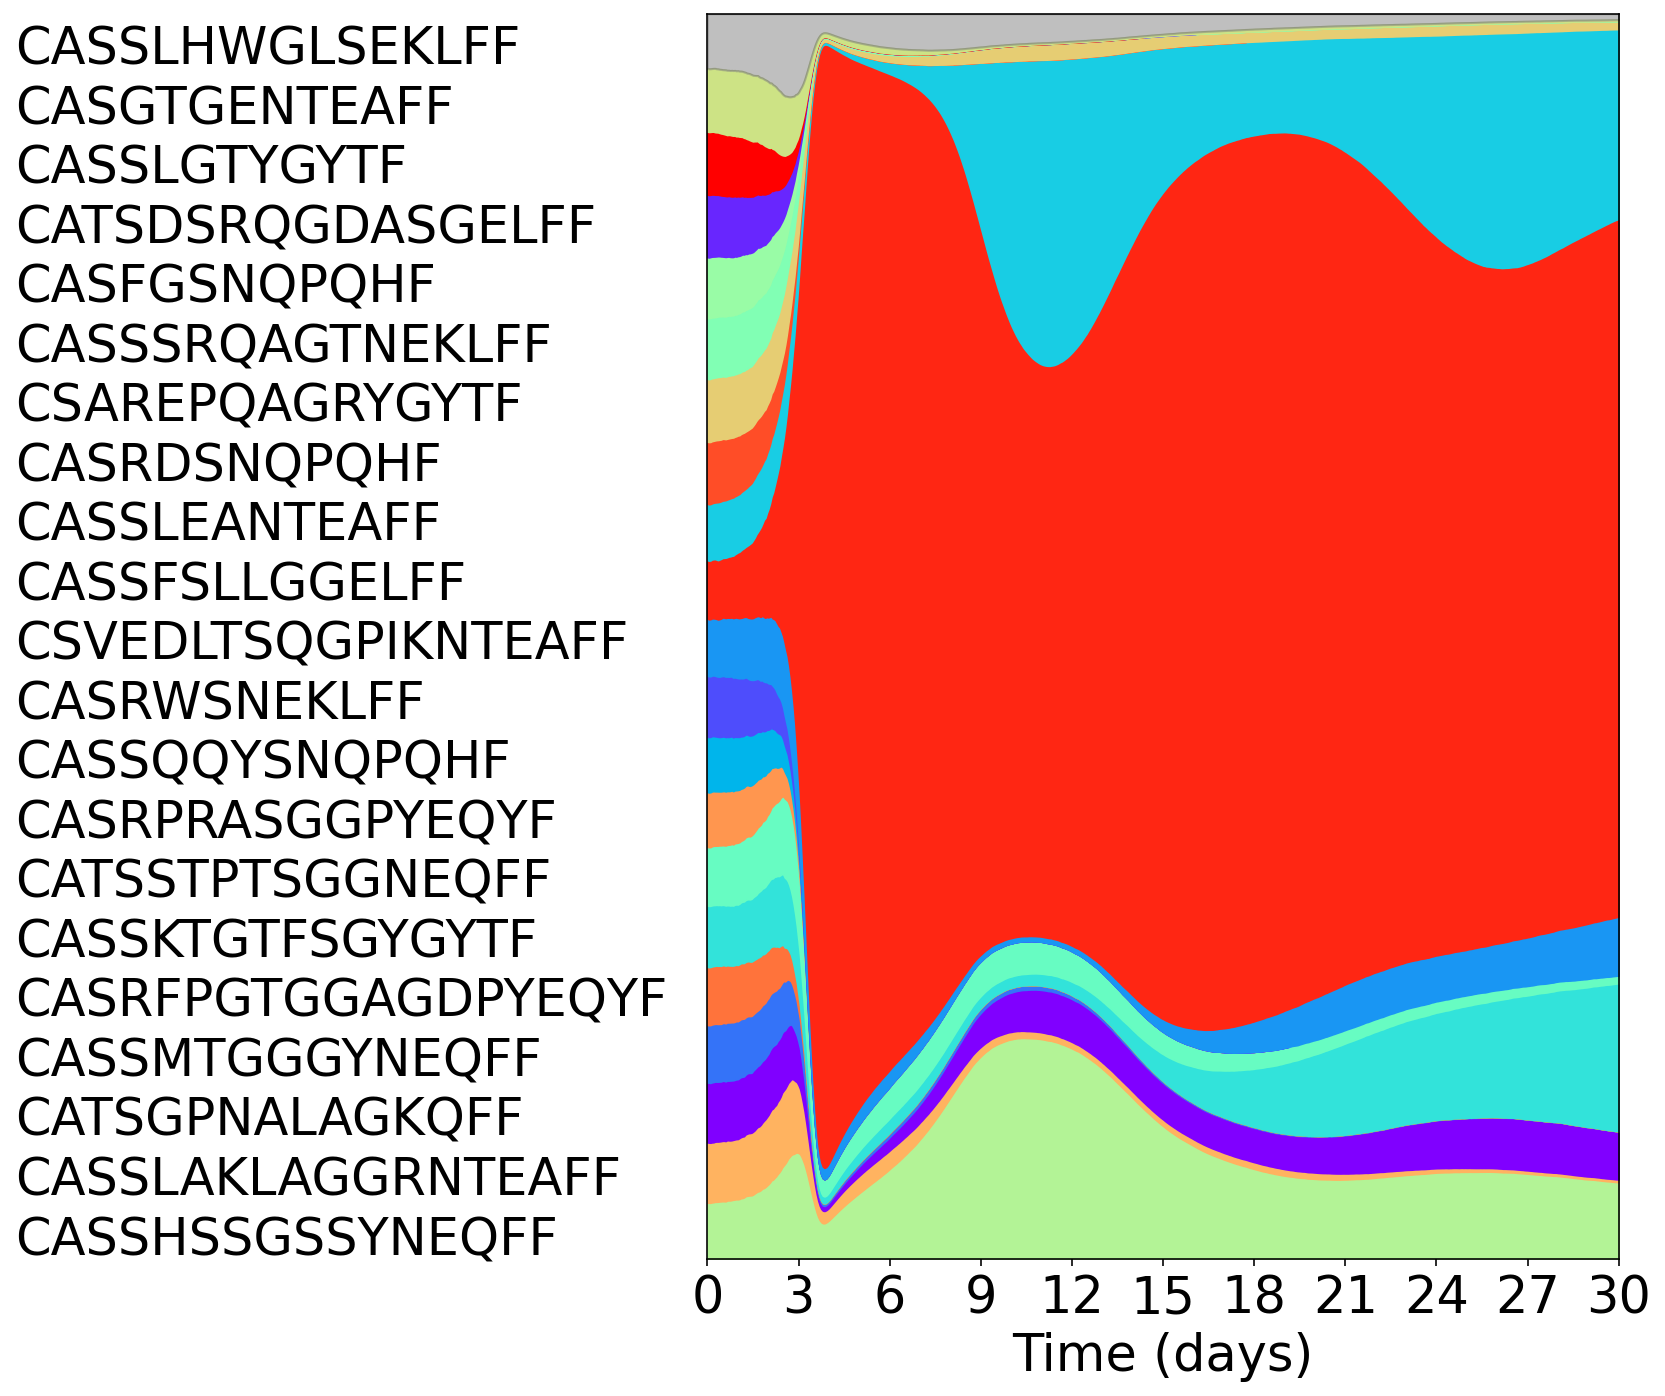 CASSLHWGLSEKLFF
CASGTGENTEAFF
CASSLGTYGYTF
CATSDSRQGDASGELFF
CASFGSNQPQHF
CASSSRQAGTNEKLFF
CSAREPQAGRYGYTF
CASRDSNQPQHF
CASSLEANTEAFF
CASSFSLLGGELFF
CSVEDLTSQGPIKNTEAFF
CASRWSNEKLFF
CASSQQYSNQPQHF
CASRPRASGGPYEQYF
CATSSTPTSGGNEQFF
CASSKTGTFSGYGYTF
CASRFPGTGGAGDPYEQYF
CASSMTGGGYNEQFF
CATSGPNALAGKQFF
CASSLAKLAGGRNTEAFF
CASSHSSGSSYNEQFF
0 3 6 9 12 15 18 21 24 27 30
Time (days)